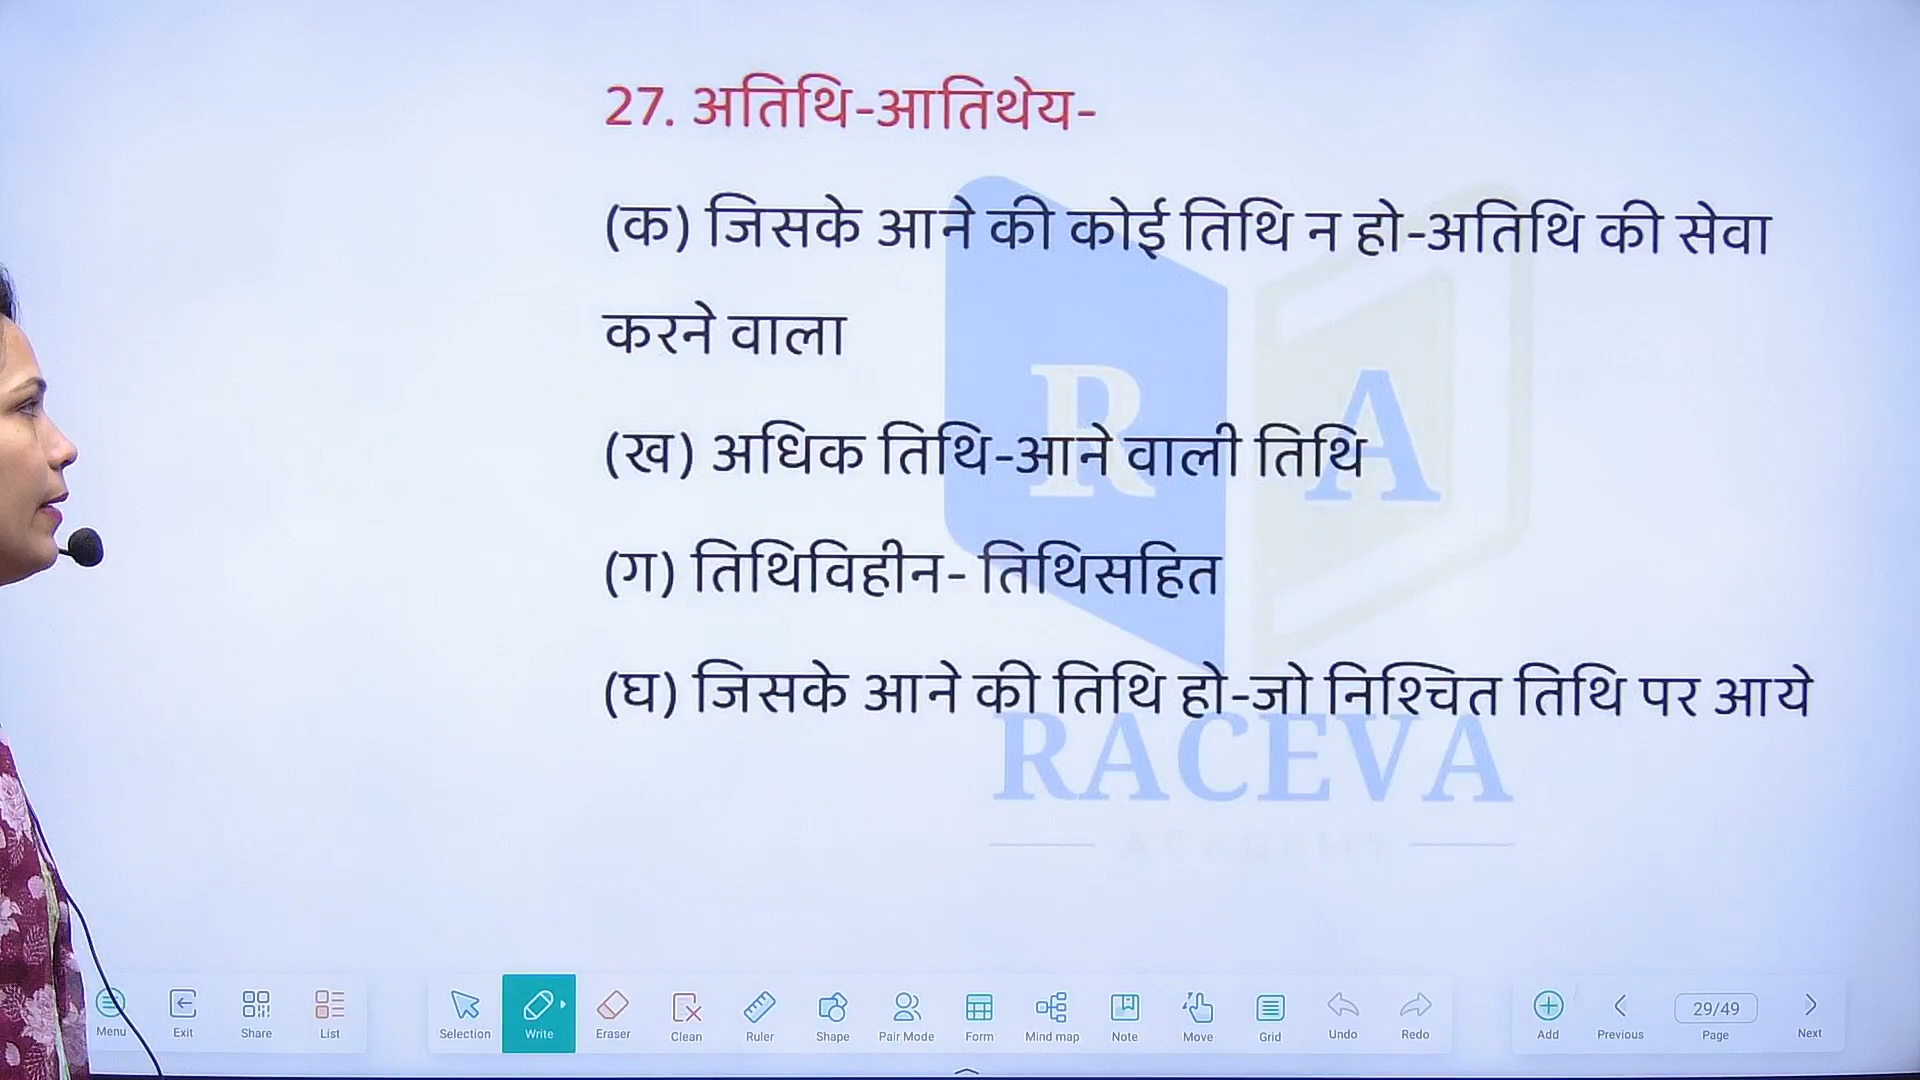 27. अतिथि-आतिथेय-
(क) जिसके आने की कोई तिथि न हो-अतिथि की सेवा
करने वाला
(ख) अधिक तिथि-आने वाली तिथि
(ग) तिथिविहीन- तिथिसहित
(घ) जिसके आने की तिथि हो-जो निश्चित तिथि पर आये
R A
RACEVA
ACADEMY
Menu Exit Share List Selection Write Eraser Clean Ruler Shape Pair Mode Form Mind map Note Move Grid Undo Redo Add Previous 29/49 Page Next